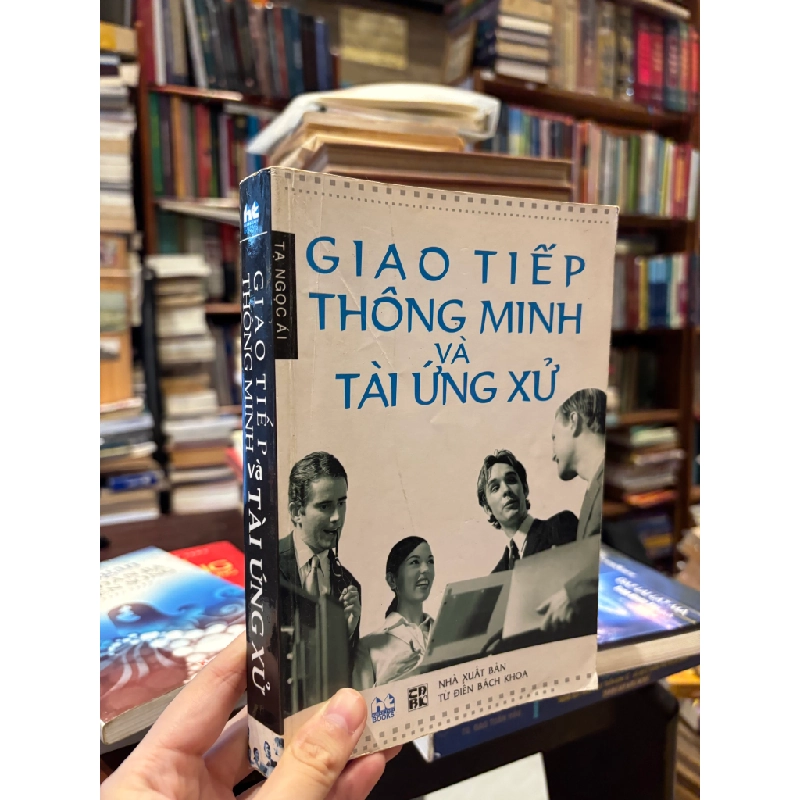 TẠ NGỌC ÁI
GIAO TIẾP
THÔNG MINH
VÀ
TÀI ỨNG XỬ
GIAO TIẾP
THÔNG MINH
và TÀI ỨNG XỬ
BOOKS
NHÀ XUẤT BẢN
TỪ ĐIỂN BÁCH KHOA